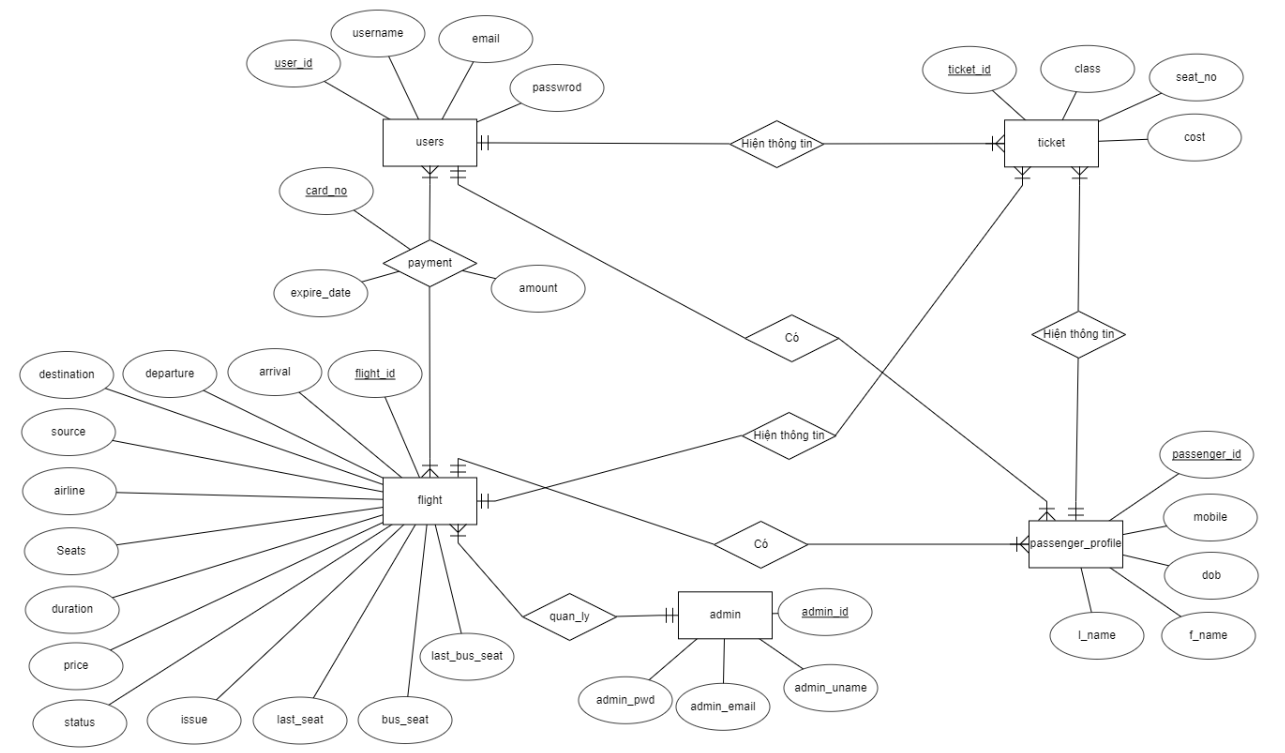 username
email
user_id
passwrod
users
Hiện thông tin
ticket_id
class
seat_no
cost
ticket
card_no
payment
expire_date
amount
Có
Hiện thông tin
destination
departure
arrival
flight_id
source
airline
Seats
duration
price
status
issue
last_seat
bus_seat
last_bus_seat
flight
Hiện thông tin
Có
quan_ly
admin
admin_id
admin_pwd
admin_email
admin_uname
passenger_id
mobile
dob
f_name
l_name
passenger_profile